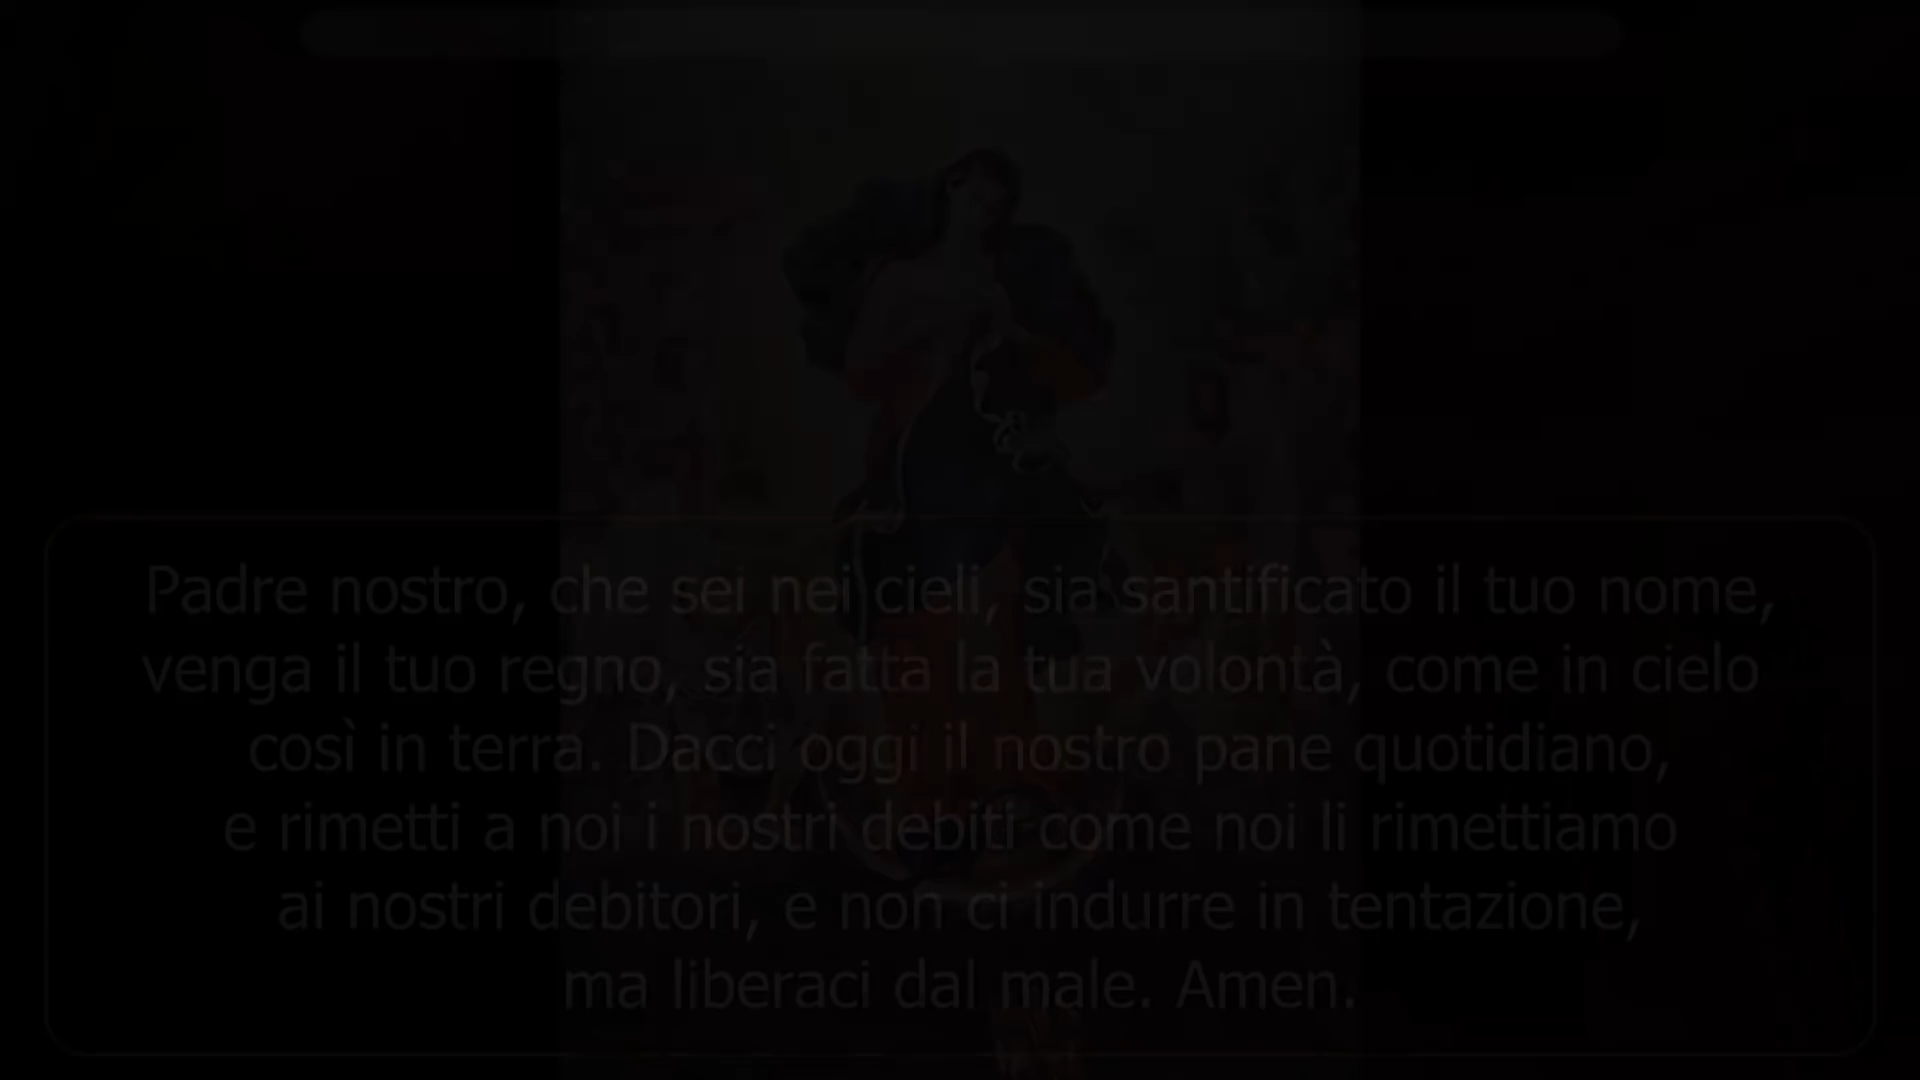 Padre nostro, che sei nei cieli, sia santificato il tuo nome,
venga il tuo regno, sia fatta la tua volontà, come in cielo
così in terra. Dacci oggi il nostro pane quotidiano,
e rimetti a noi i nostri debiti come noi li rimettiamo
ai nostri debitori, e non ci indurre in tentazione,
ma liberaci dal male. Amen.